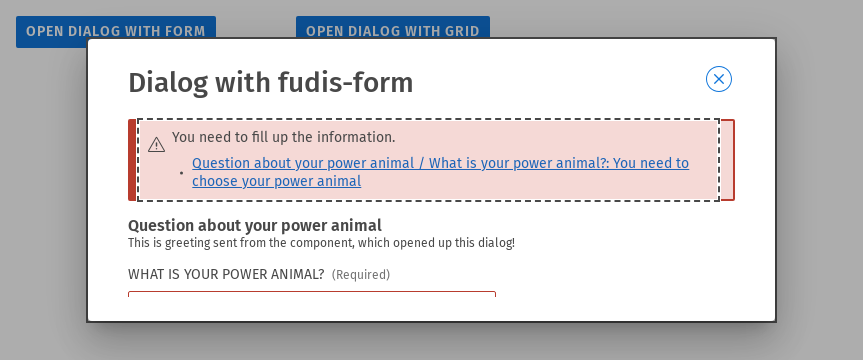 OPEN DIALOG WITH FORM
OPEN DIALOG WITH GRID
Dialog with fudis-form
You need to fill up the information.
Question about your power animal / What is your power animal?: You need to
choose your power animal
Question about your power animal
This is greeting sent from the component, which opened up this dialog!
WHAT IS YOUR POWER ANIMAL? (Required)